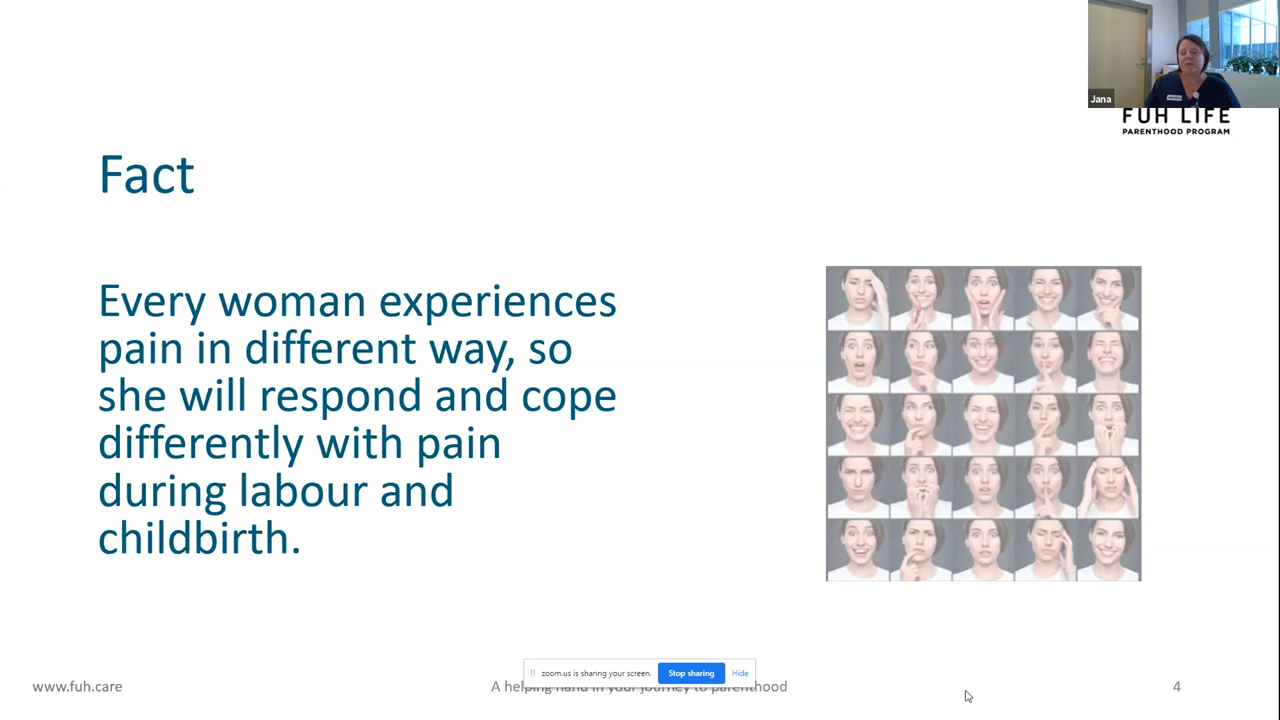 Jana
FUH LIFE
PARENTHOOD PROGRAM
Fact
Every woman experiences
pain in different way, so
she will respond and cope
differently with pain
during labour and
childbirth.
zoom.us is sharing your screen.
Stop sharing
Hide
www.fuh.care
A helping hand in your journey to parenthood
4